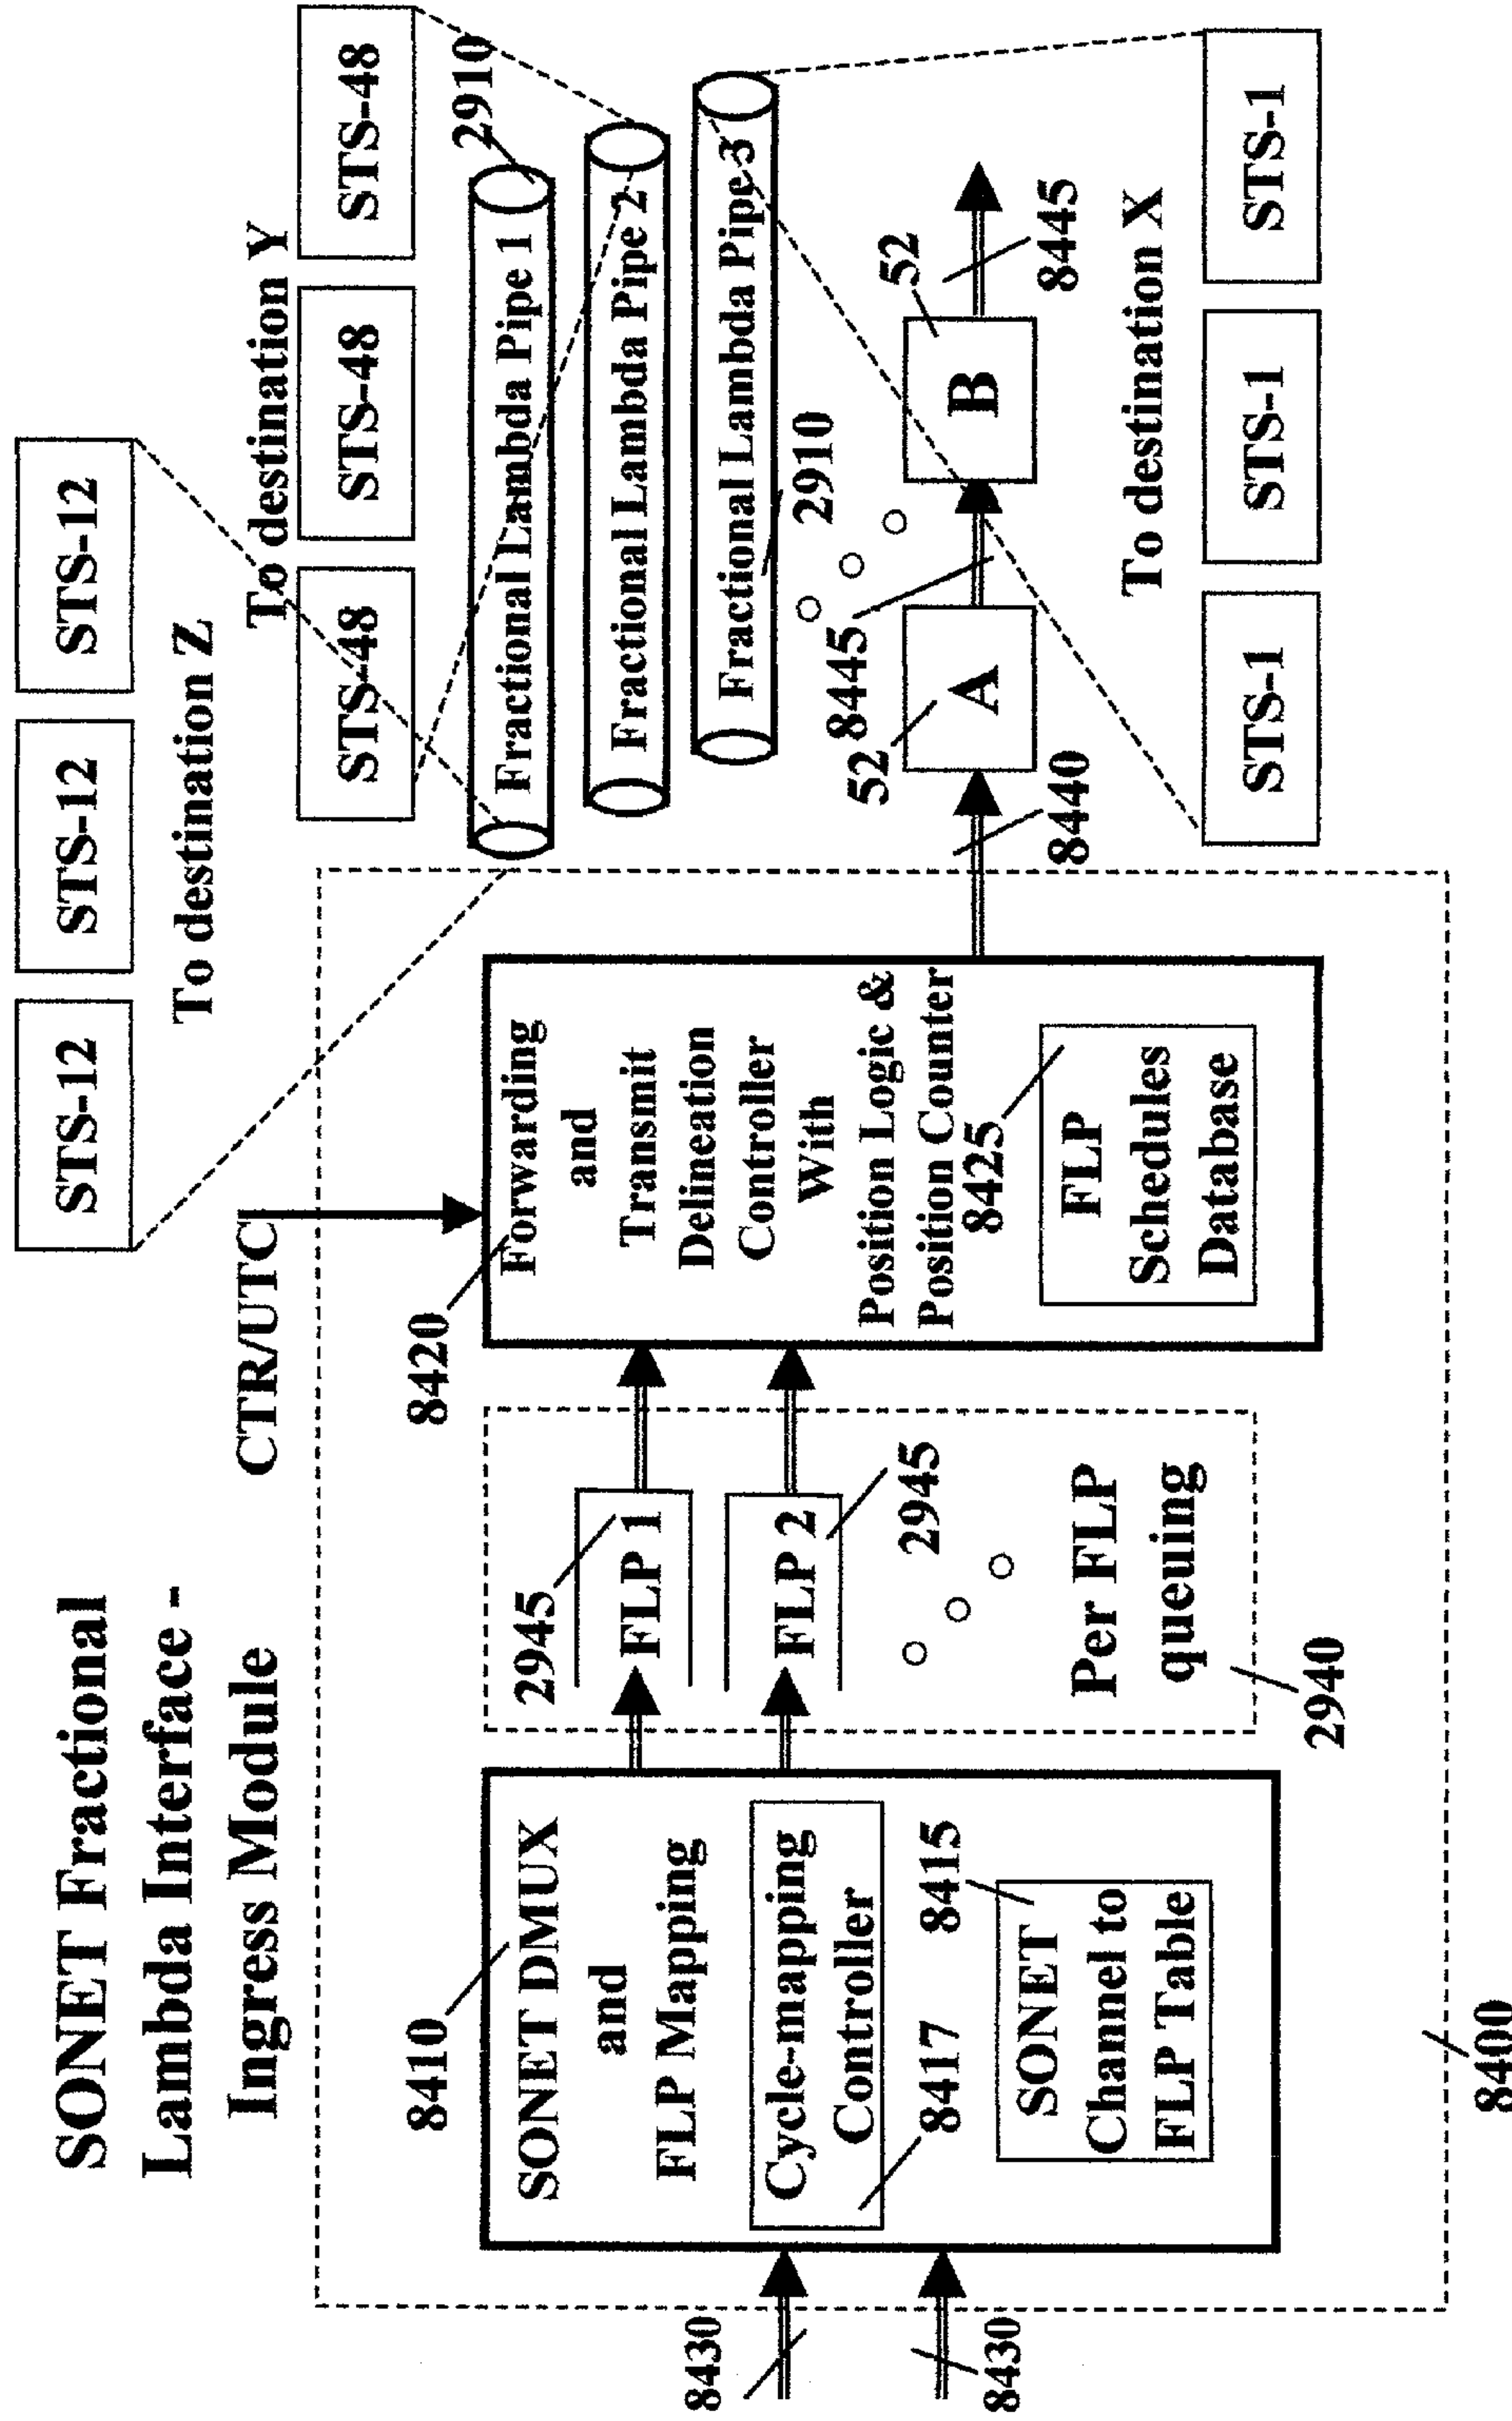 SONET Fractional
Lambda Interface -
Ingress Module
STS-12
STS-12
STS-12
To destination Z
To destination Y
STS-48
STS-48
STS-48
CTR/UTC
2910
Fractional Lambda Pipe 1
Fractional Lambda Pipe 2
Fractional Lambda Pipe 3
2910
8410
SONET DMUX
and
FLP Mapping
Cycle-mapping
Controller
8417
8415
SONET
Channel to
FLP Table
8430
8430
2945
FLP 1
FLP 2
2945
Per FLP
queuing
2940
8420
Forwarding
and
Transmit
Delineation
Controller
With
Position Logic &
Position Counter
8425
FLP
Schedules
Database
8440
52
A
8445
B
52
8445
To destination X
STS-1
STS-1
STS-1
8400